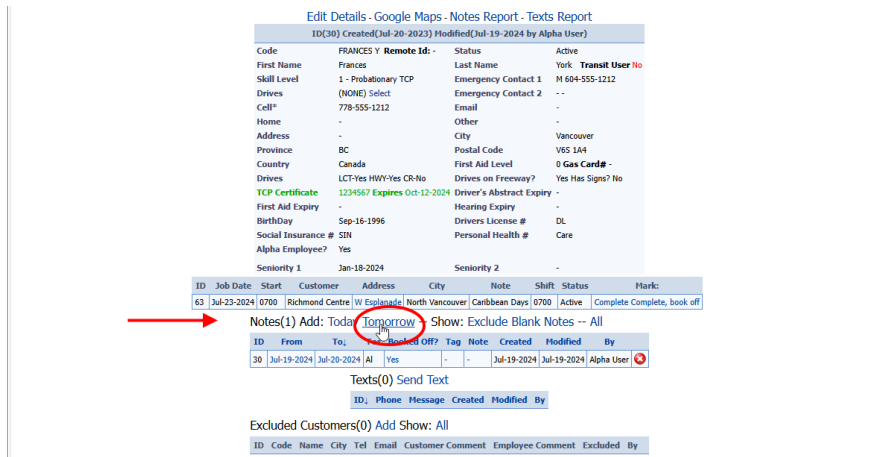 Edit Details - Google Maps - Notes Report - Texts Report
ID(30) Created(Jul-20-2023) Modified(Jul-19-2024 by Alpha User)
Code FRANCES Y Remote Id: - Status Active
First Name Frances Last Name York Transit User No
Skill Level 1 - Probationary TCP Emergency Contact 1 M 604-555-1212
Drives (NONE) Select Emergency Contact 2 - -
Cell* 778-555-1212 Email -
Home - Other -
Address - City Vancouver
Province BC Postal Code V6S 1A4
Country Canada First Aid Level 0 Gas Card# -
Drives LCT-Yes HWY-Yes CR-No Drives on Freeway? Yes Has Signs? No
TCP Certificate 1234567 Expires Oct-12-2024 Driver's Abstract Expiry -
First Aid Expiry - Hearing Expiry -
BirthDay Sep-16-1996 Drivers License # DL
Social Insurance # SIN Personal Health # Care
Alpha Employee? Yes
Seniority 1 Jan-18-2024 Seniority 2 -
ID Job Date Start Customer Address City Note Shift Status Mark:
63 Jul-23-2024 0700 Richmond Centre W Esplanade North Vancouver Caribbean Days 0700 Active Complete Complete, book off
Notes(1) Add: Today Tomorrow -- Show: Exclude Blank Notes -- All
ID From To↓ Booked Off? Tag Note Created Modified By
30 Jul-19-2024 Jul-20-2024 Al Yes - - Jul-19-2024 Jul-19-2024 Alpha User
Texts(0) Send Text
ID↓ Phone Message Created Modified By
Excluded Customers(0) Add Show: All
ID Code Name City Tel Email Customer Comment Employee Comment Excluded By